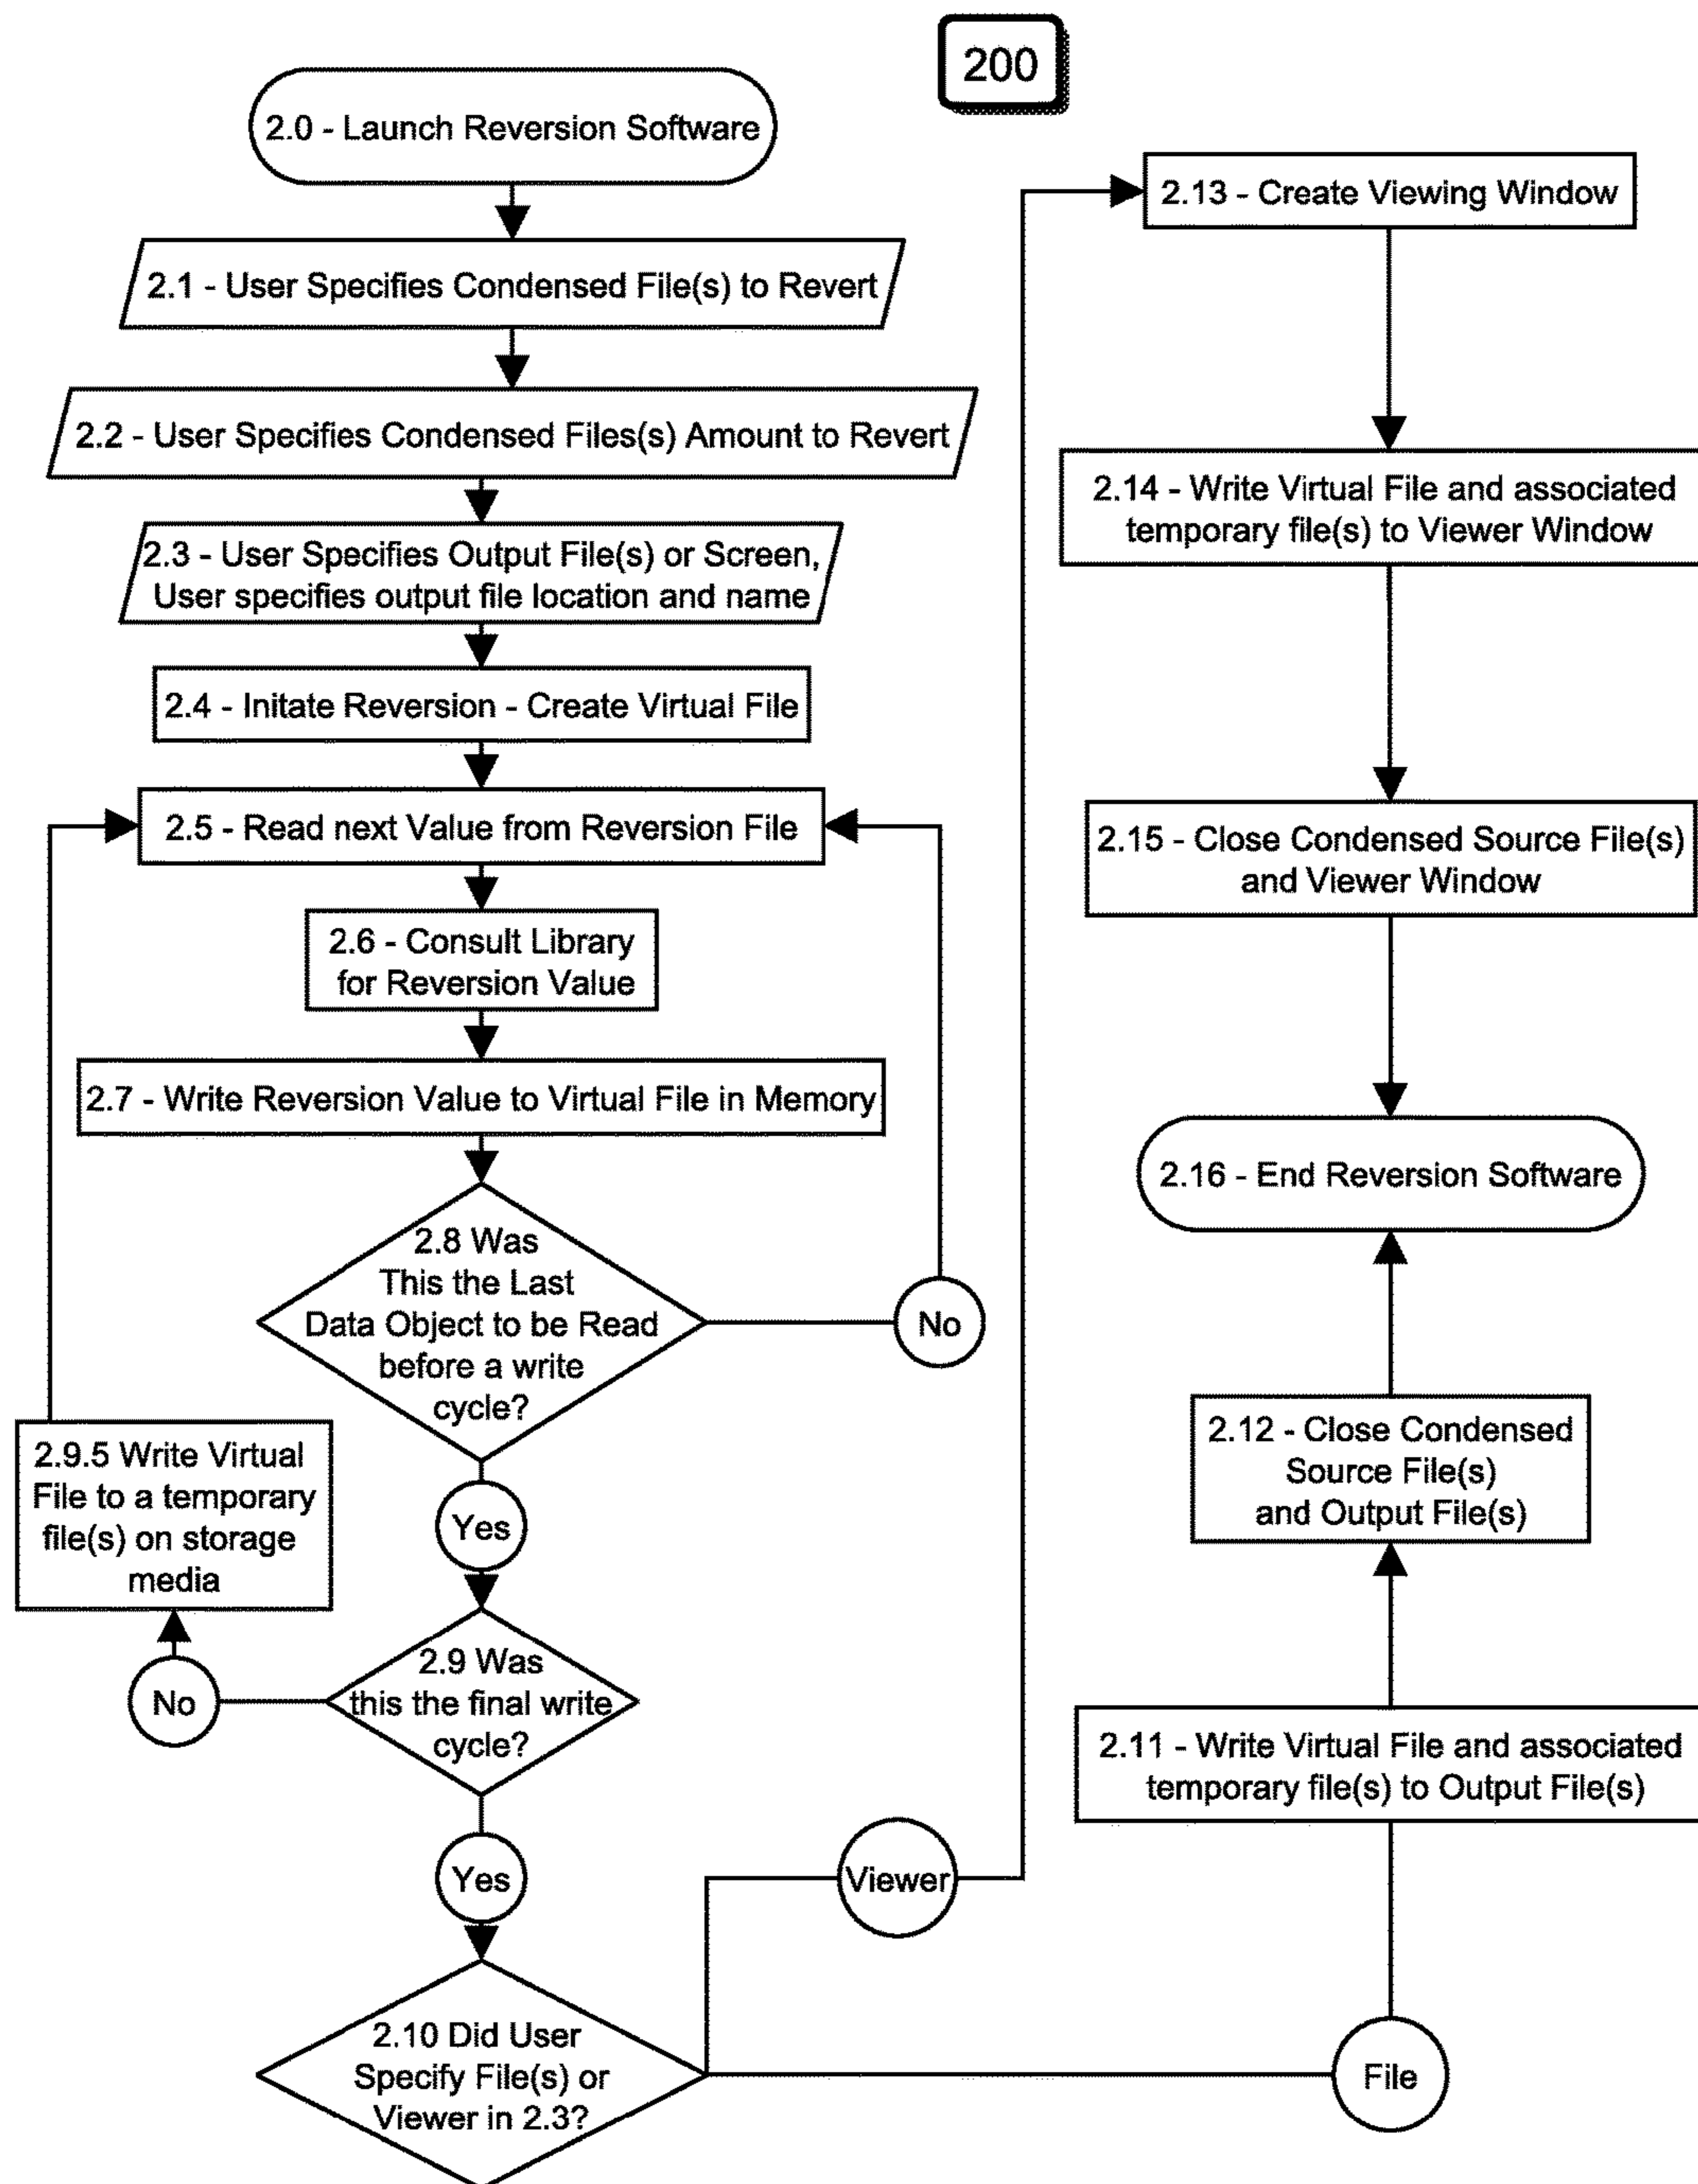 200
2.0 - Launch Reversion Software
2.1 - User Specifies Condensed File(s) to Revert
2.2 - User Specifies Condensed Files(s) Amount to Revert
2.3 - User Specifies Output File(s) or Screen,
User specifies output file location and name
2.4 - Initate Reversion - Create Virtual File
2.5 - Read next Value from Reversion File
2.6 - Consult Library
for Reversion Value
2.7 - Write Reversion Value to Virtual File in Memory
2.8 Was
This the Last
Data Object to be Read
before a write
cycle?
No
Yes
2.9.5 Write Virtual
File to a temporary
file(s) on storage
media
No
2.9 Was
this the final write
cycle?
Yes
2.10 Did User
Specify File(s) or
Viewer in 2.3?
Viewer
File
2.13 - Create Viewing Window
2.14 - Write Virtual File and associated
temporary file(s) to Viewer Window
2.15 - Close Condensed Source File(s)
and Viewer Window
2.16 - End Reversion Software
2.12 - Close Condensed
Source File(s)
and Output File(s)
2.11 - Write Virtual File and associated
temporary file(s) to Output File(s)